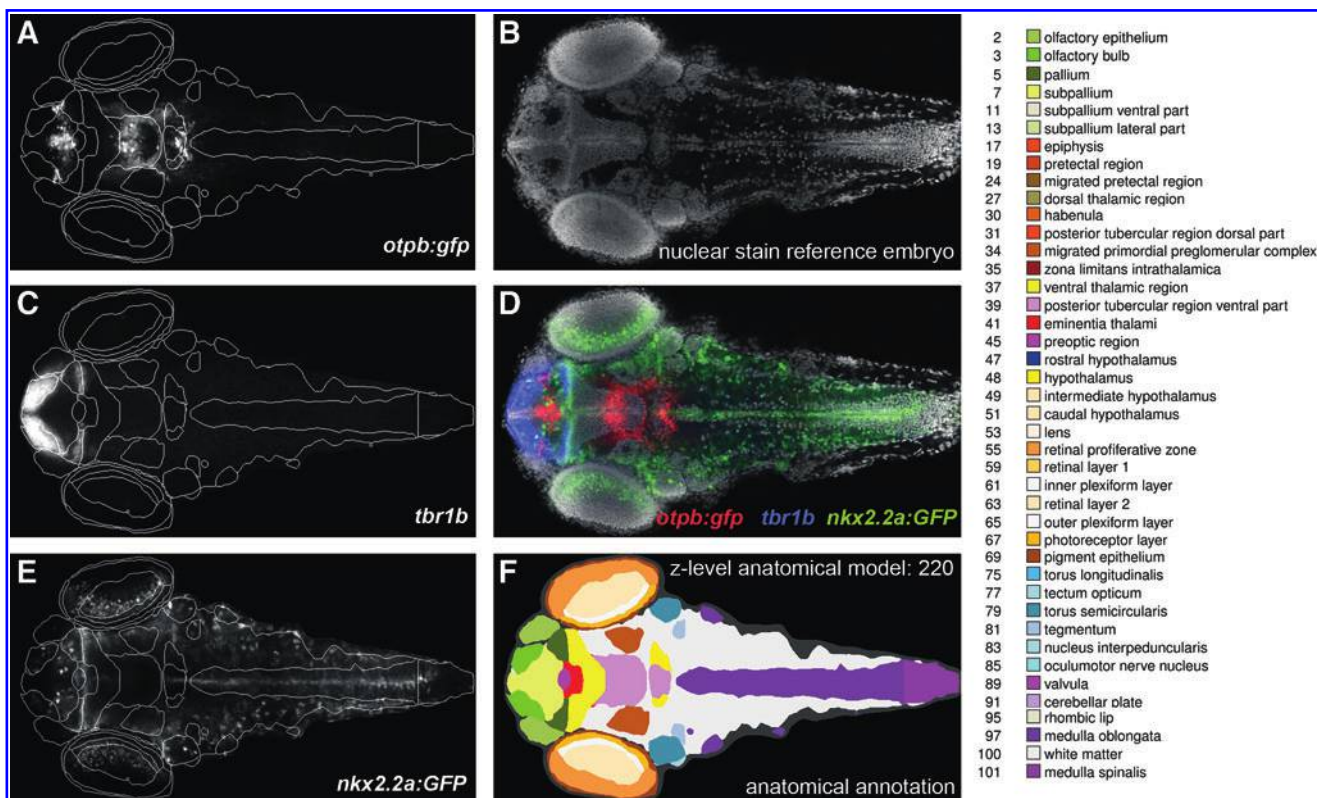 A
otpb:gfp
B
nuclear stain reference embryo
C
tbr1b
D
otpb:gfp tbr1b nkx2.2a:GFP
E
nkx2.2a:GFP
F
z-level anatomical model: 220
anatomical annotation
2 olfactory epithelium
3 olfactory bulb
5 pallium
7 subpallium
11 subpallium ventral part
13 subpallium lateral part
17 epiphysis
19 pretectal region
24 migrated pretectal region
27 dorsal thalamic region
30 habenula
31 posterior tubercular region dorsal part
34 migrated primordial preglomerular complex
35 zona limitans intrathalamica
37 ventral thalamic region
39 posterior tubercular region ventral part
41 eminentia thalami
45 preoptic region
47 rostral hypothalamus
48 hypothalamus
49 intermediate hypothalamus
51 caudal hypothalamus
53 lens
55 retinal profiferative zone
59 retinal layer 1
61 inner plexiform layer
63 retinal layer 2
65 outer plexiform layer
67 photoreceptor layer
69 pigment epithelium
75 torus longitudinalis
77 tectum opticum
79 torus semicircularis
81 tegmentum
83 nucleus interpeduncularis
85 oculumotor nerve nucleus
89 valvula
91 cerebellar plate
95 rhombic lip
97 medulla oblongata
100 white matter
101 medulla spinalis